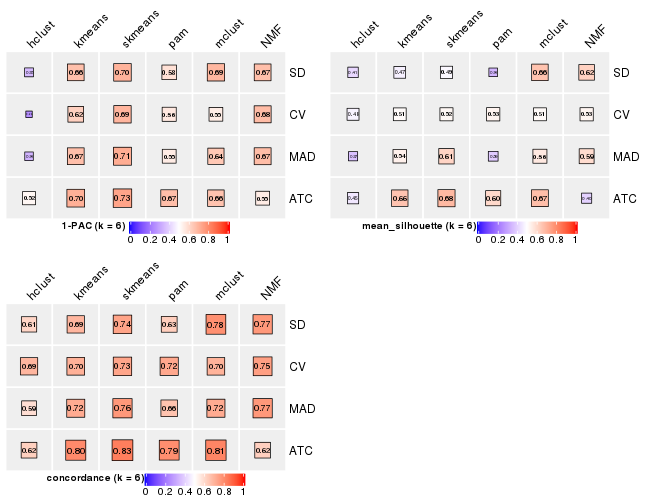 hclust kmeans skmeans pam mclust NMF
0.66 0.70 0.58 0.69 0.67 SD
0.62 0.69 0.56 0.55 0.68 CV
0.67 0.71 0.55 0.64 0.67 MAD
0.52 0.70 0.73 0.67 0.66 0.55 ATC
1-PAC (k = 6)
0 0.2 0.4 0.6 0.8 1
hclust kmeans skmeans pam mclust NMF
0.41 0.47 0.49 0.66 0.62 SD
0.51 0.52 0.53 0.51 0.53 CV
0.54 0.61 0.56 0.59 MAD
0.66 0.68 0.60 0.67 ATC
mean_silhouette (k = 6)
0 0.2 0.4 0.6 0.8 1
hclust kmeans skmeans pam mclust NMF
0.61 0.69 0.74 0.63 0.78 0.77 SD
0.69 0.70 0.73 0.72 0.70 0.75 CV
0.59 0.72 0.76 0.66 0.72 0.77 MAD
0.62 0.80 0.83 0.79 0.81 0.62 ATC
concordance (k = 6)
0 0.2 0.4 0.6 0.8 1